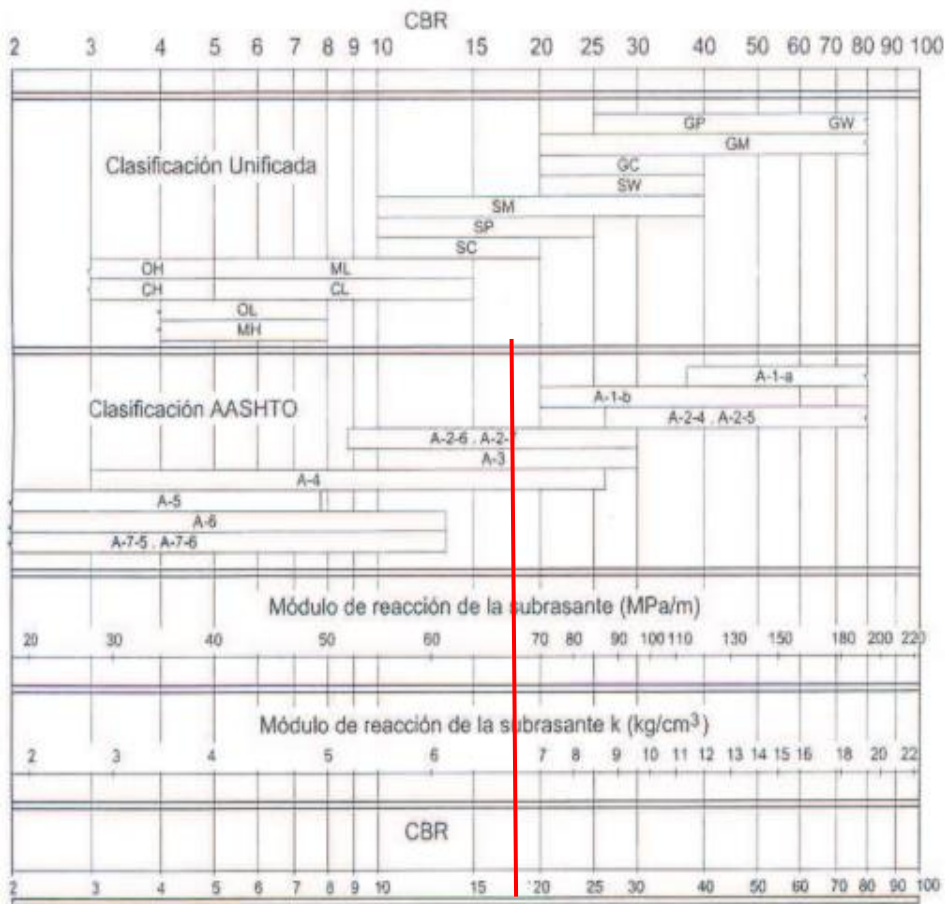 CBR
2 3 4 5 6 7 8 9 10 15 20 25 30 40 50 60 70 80 90 100
GP GW
GM
Clasificación Unificada
GC
SW
SM
SP
SC
OH ML
CH CL
OL
MH
A-1-a
A-1-b
Clasificación AASHTO
A-2-4 . A-2-5
A-2-6 . A-2-7
A-3
A-4
A-5
A-6
A-7-5 . A-7-6
Módulo de reacción de la subrasante (MPa/m)
20 30 40 50 60 70 80 90 100 110 130 150 180 200 220
Módulo de reacción de la subrasante k (kg/cm³)
2 3 4 5 6 7 8 9 10 11 12 13 14 15 16 18 20 22
CBR
2 3 4 5 6 7 8 9 10 15 20 25 30 40 50 60 70 80 90 100